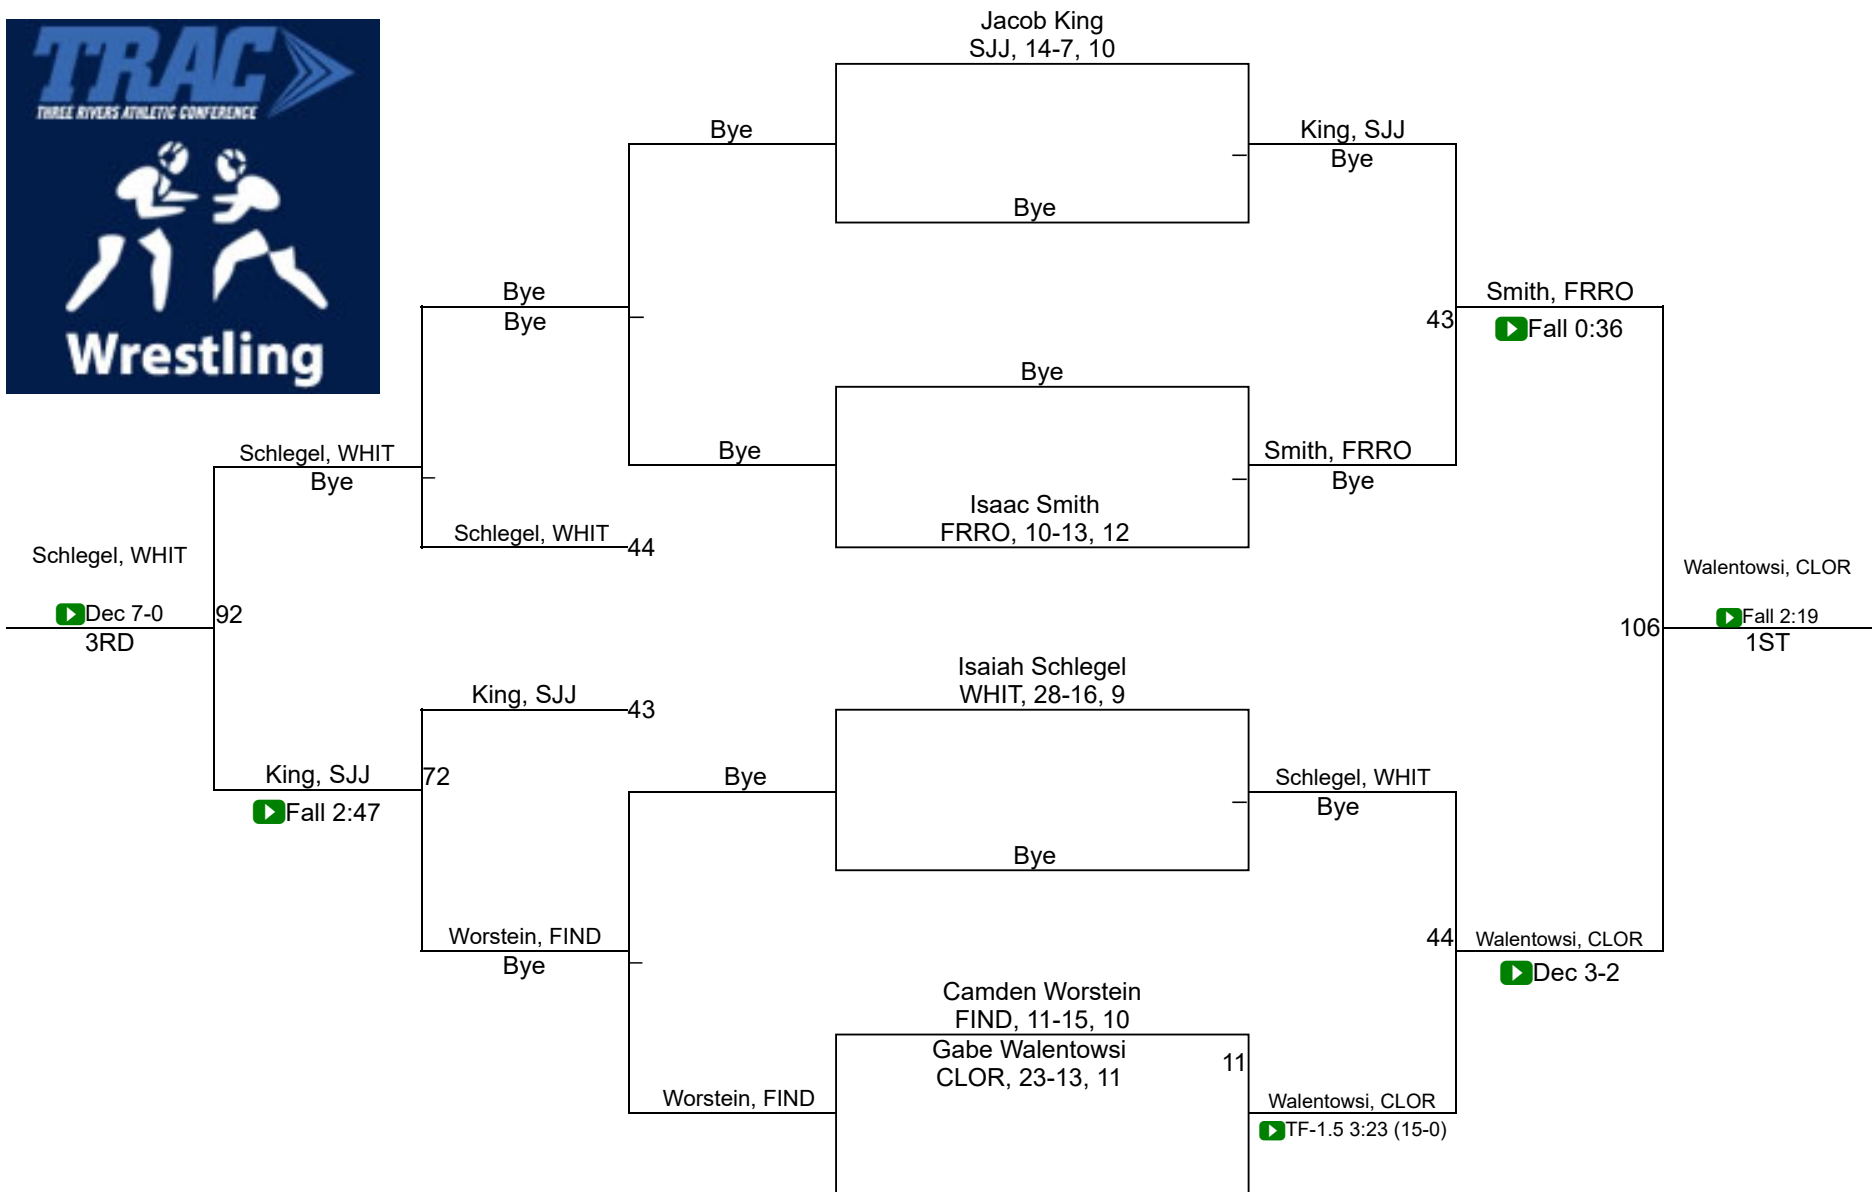 TRAC
THREE RIVERS ATHLETIC CONFERENCE
Wrestling
Jacob King
SJJ, 14-7, 10
Bye
King, SJJ
Bye
Bye
Bye
Bye
Smith, FRRO
Fall 0:36
43
Bye
Schlegel, WHIT
Bye
Bye
Smith, FRRO
Bye
Isaac Smith
FRRO, 10-13, 12
Schlegel, WHIT
44
Schlegel, WHIT
Dec 7-0
92
3RD
Walentowsi, CLOR
Fall 2:19
106
1ST
Isaiah Schlegel
WHIT, 28-16, 9
King, SJJ
43
King, SJJ
72
Fall 2:47
Bye
Schlegel, WHIT
Bye
Bye
Worstein, FIND
Bye
44
Walentowsi, CLOR
Dec 3-2
Camden Worstein
FIND, 11-15, 10
Gabe Walentowsi
CLOR, 23-13, 11
11
Worstein, FIND
Walentowsi, CLOR
TF-1.5 3:23 (15-0)